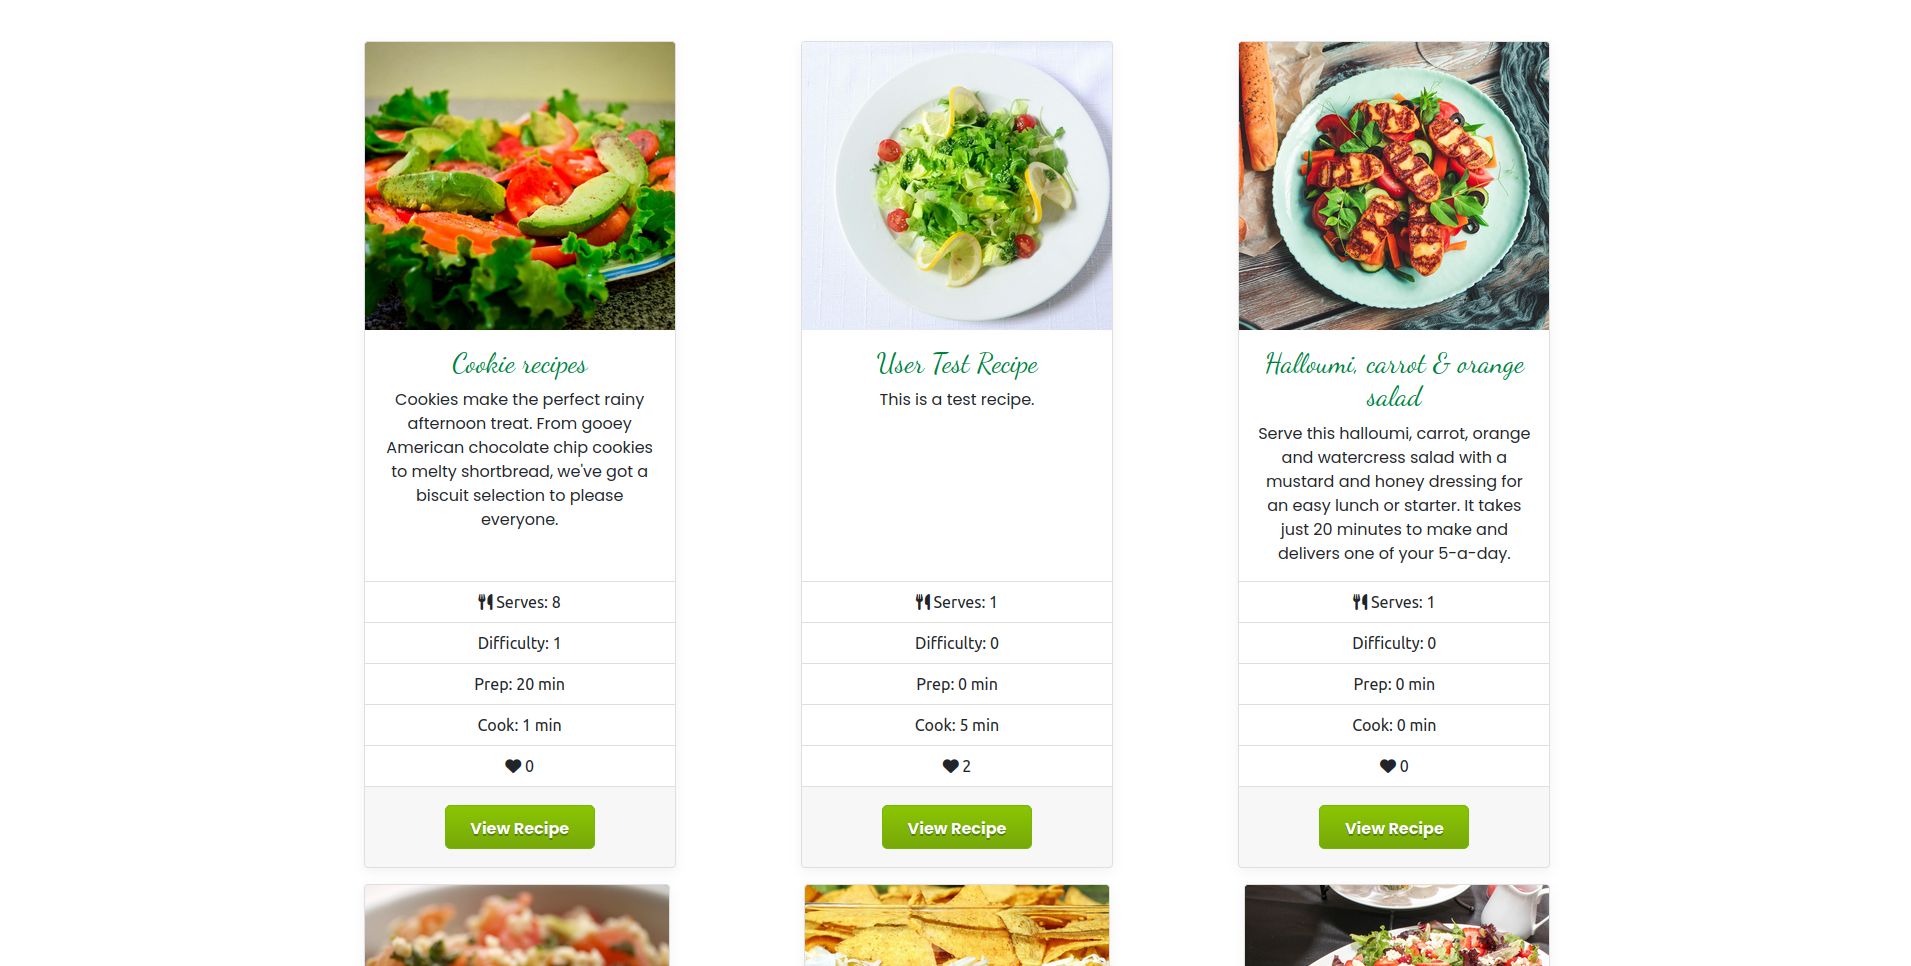 Cookie recipes
Cookies make the perfect rainy
afternoon treat. From gooey
American chocolate chip cookies
to melty shortbread, we've got a
biscuit selection to please
everyone.
Serves: 8
Difficulty: 1
Prep: 20 min
Cook: 1 min
0
View Recipe
User Test Recipe
This is a test recipe.
Serves: 1
Difficulty: 0
Prep: 0 min
Cook: 5 min
2
View Recipe
Halloumi, carrot & orange
salad
Serve this halloumi, carrot, orange
and watercress salad with a
mustard and honey dressing for
an easy lunch or starter. It takes
just 20 minutes to make and
delivers one of your 5-a-day.
Serves: 1
Difficulty: 0
Prep: 0 min
Cook: 0 min
0
View Recipe